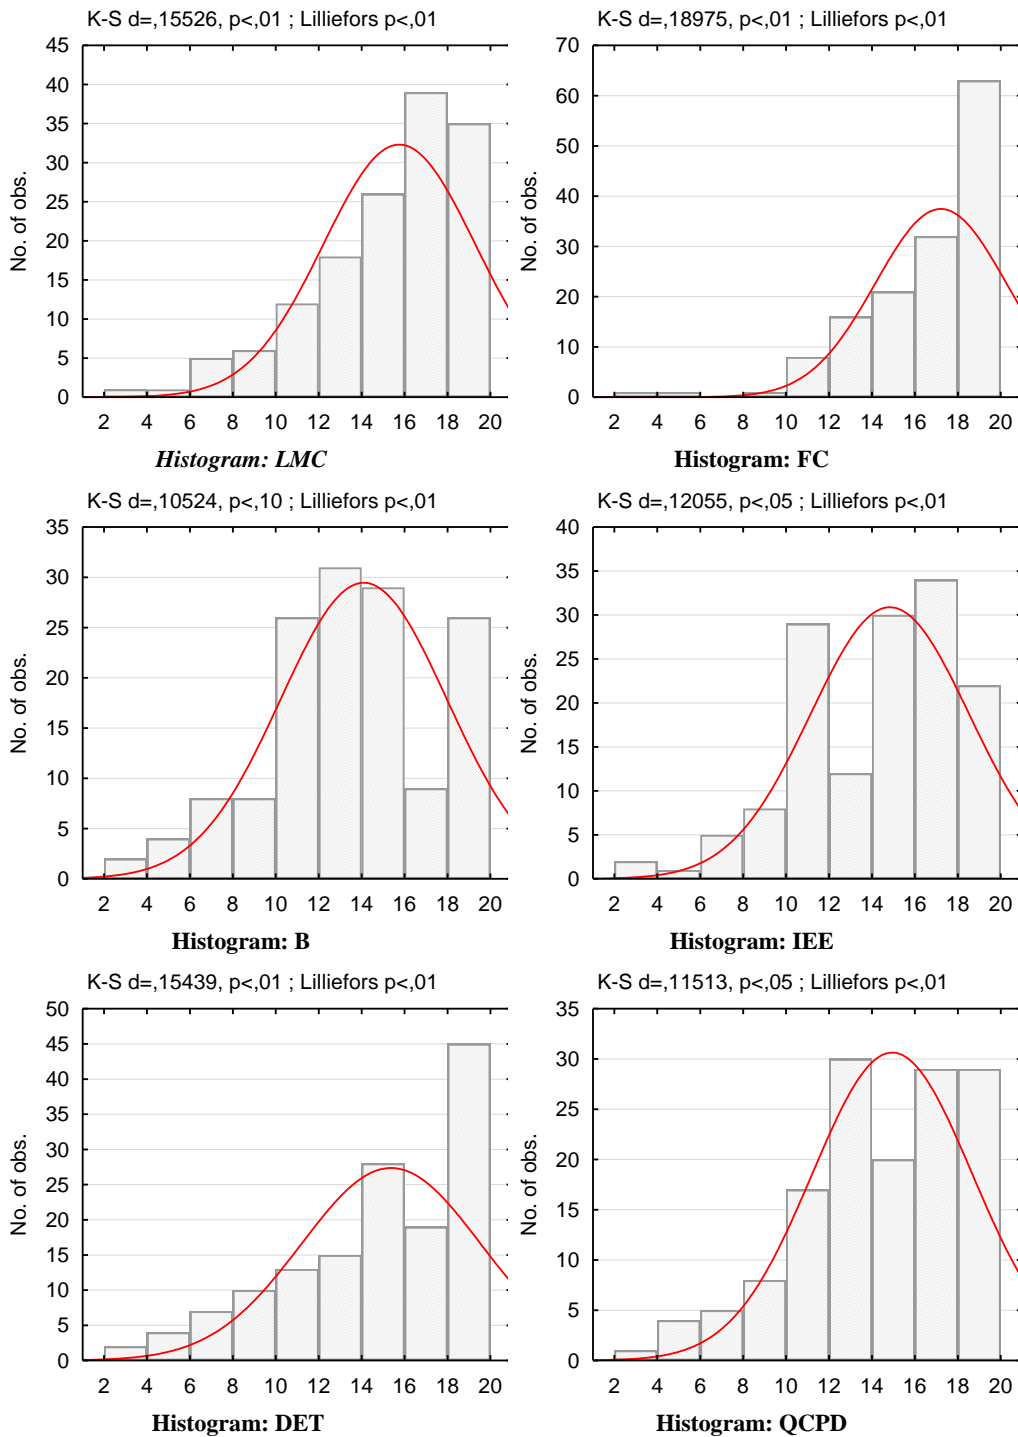 K-S d=,15526, p<,01 ; Lilliefors p<,01
45
40
35
30
25
20
15
10
5
0
No. of obs.
2 4 6 8 10 12 14 16 18 20
Histogram: LMC
K-S d=,18975, p<,01 ; Lilliefors p<,01
70
60
50
40
30
20
10
0
No. of obs.
2 4 6 8 10 12 14 16 18 20
Histogram: FC
K-S d=,10524, p<,10 ; Lilliefors p<,01
35
30
25
20
15
10
5
0
No. of obs.
2 4 6 8 10 12 14 16 18 20
Histogram: B
K-S d=,12055, p<,05 ; Lilliefors p<,01
40
35
30
25
20
15
10
5
0
No. of obs.
2 4 6 8 10 12 14 16 18 20
Histogram: IEE
K-S d=,15439, p<,01 ; Lilliefors p<,01
50
45
40
35
30
25
20
15
10
5
0
No. of obs.
2 4 6 8 10 12 14 16 18 20
Histogram: DET
K-S d=,11513, p<,05 ; Lilliefors p<,01
35
30
25
20
15
10
5
0
No. of obs.
2 4 6 8 10 12 14 16 18 20
Histogram: QCPD